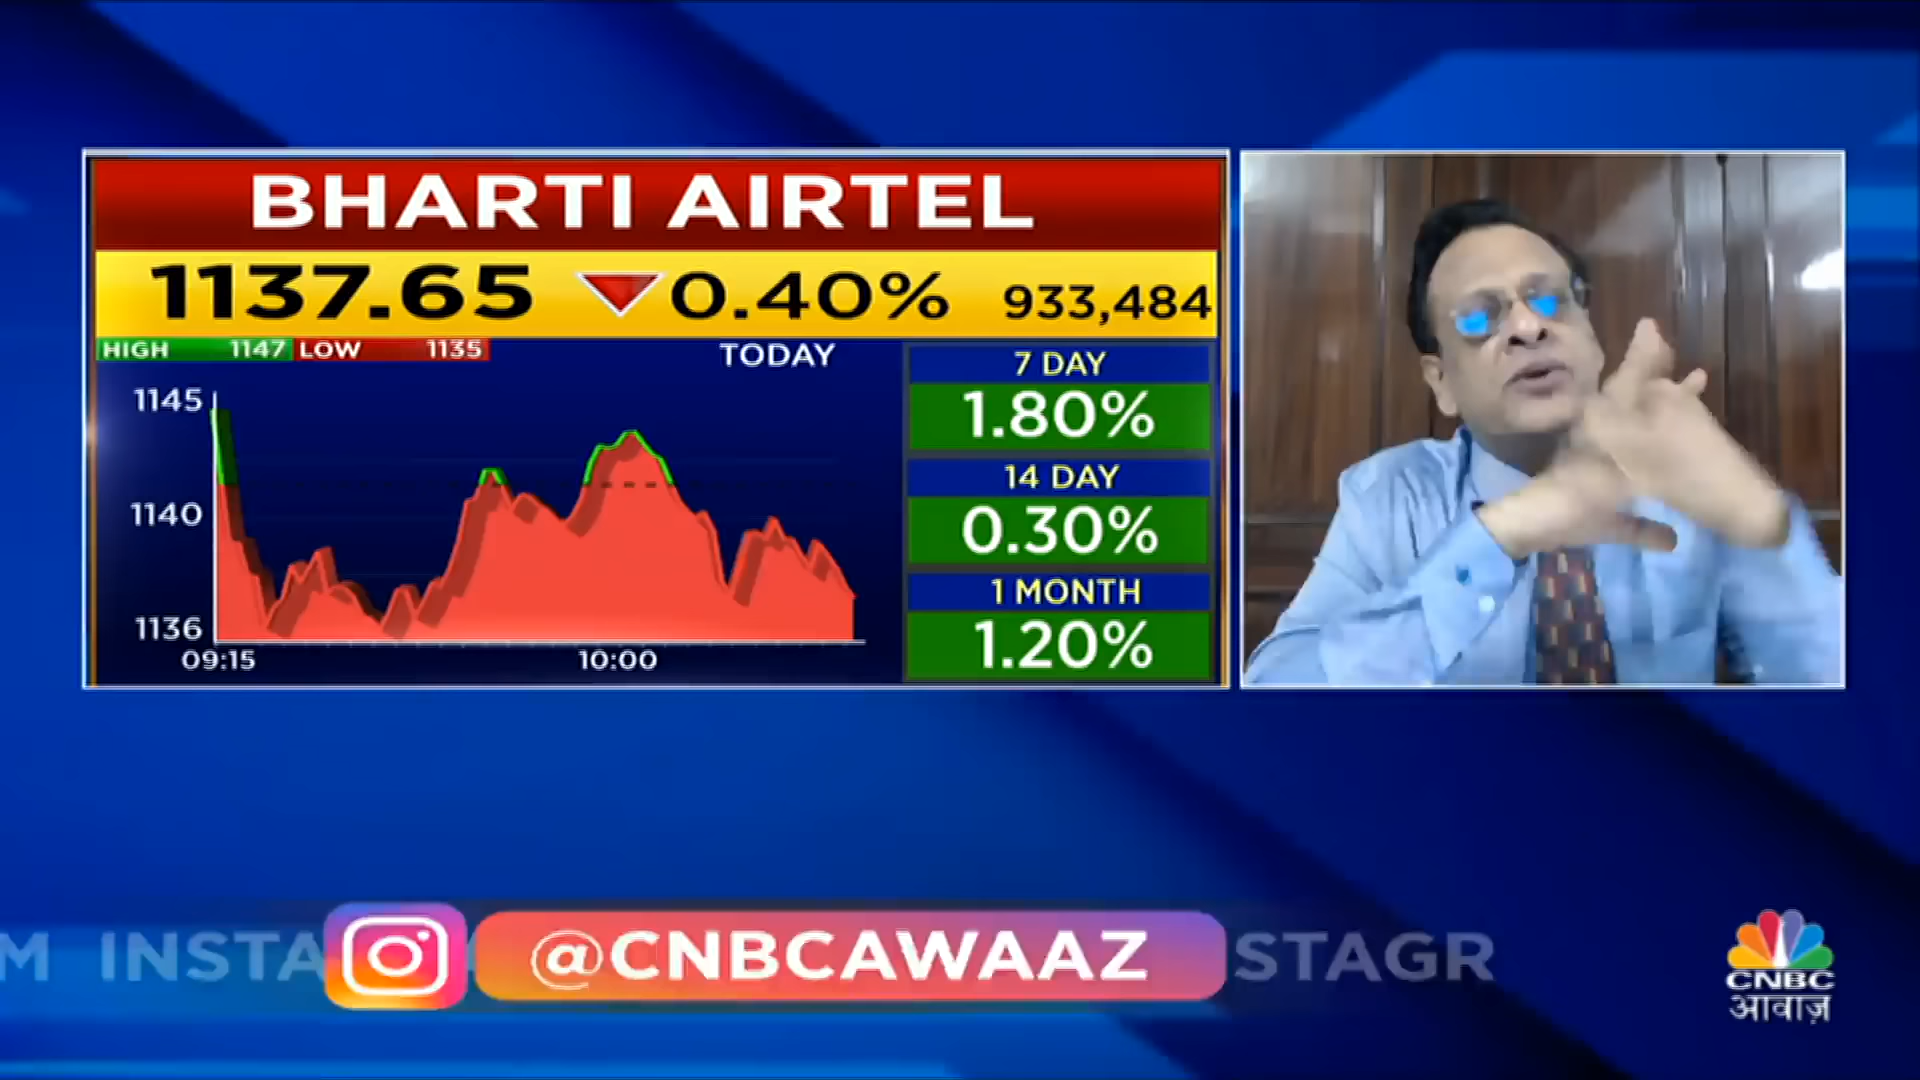 BHARTI AIRTEL
1137.65 0.40% 933,484
HIGH 1147 LOW 1135
TODAY
1145
1140
1136
09:15 10:00
7 DAY
1.80%
14 DAY
0.30%
1 MONTH
1.20%
M INSTA @CNBCAWAAZ STAGR
CNBC
आवाज़